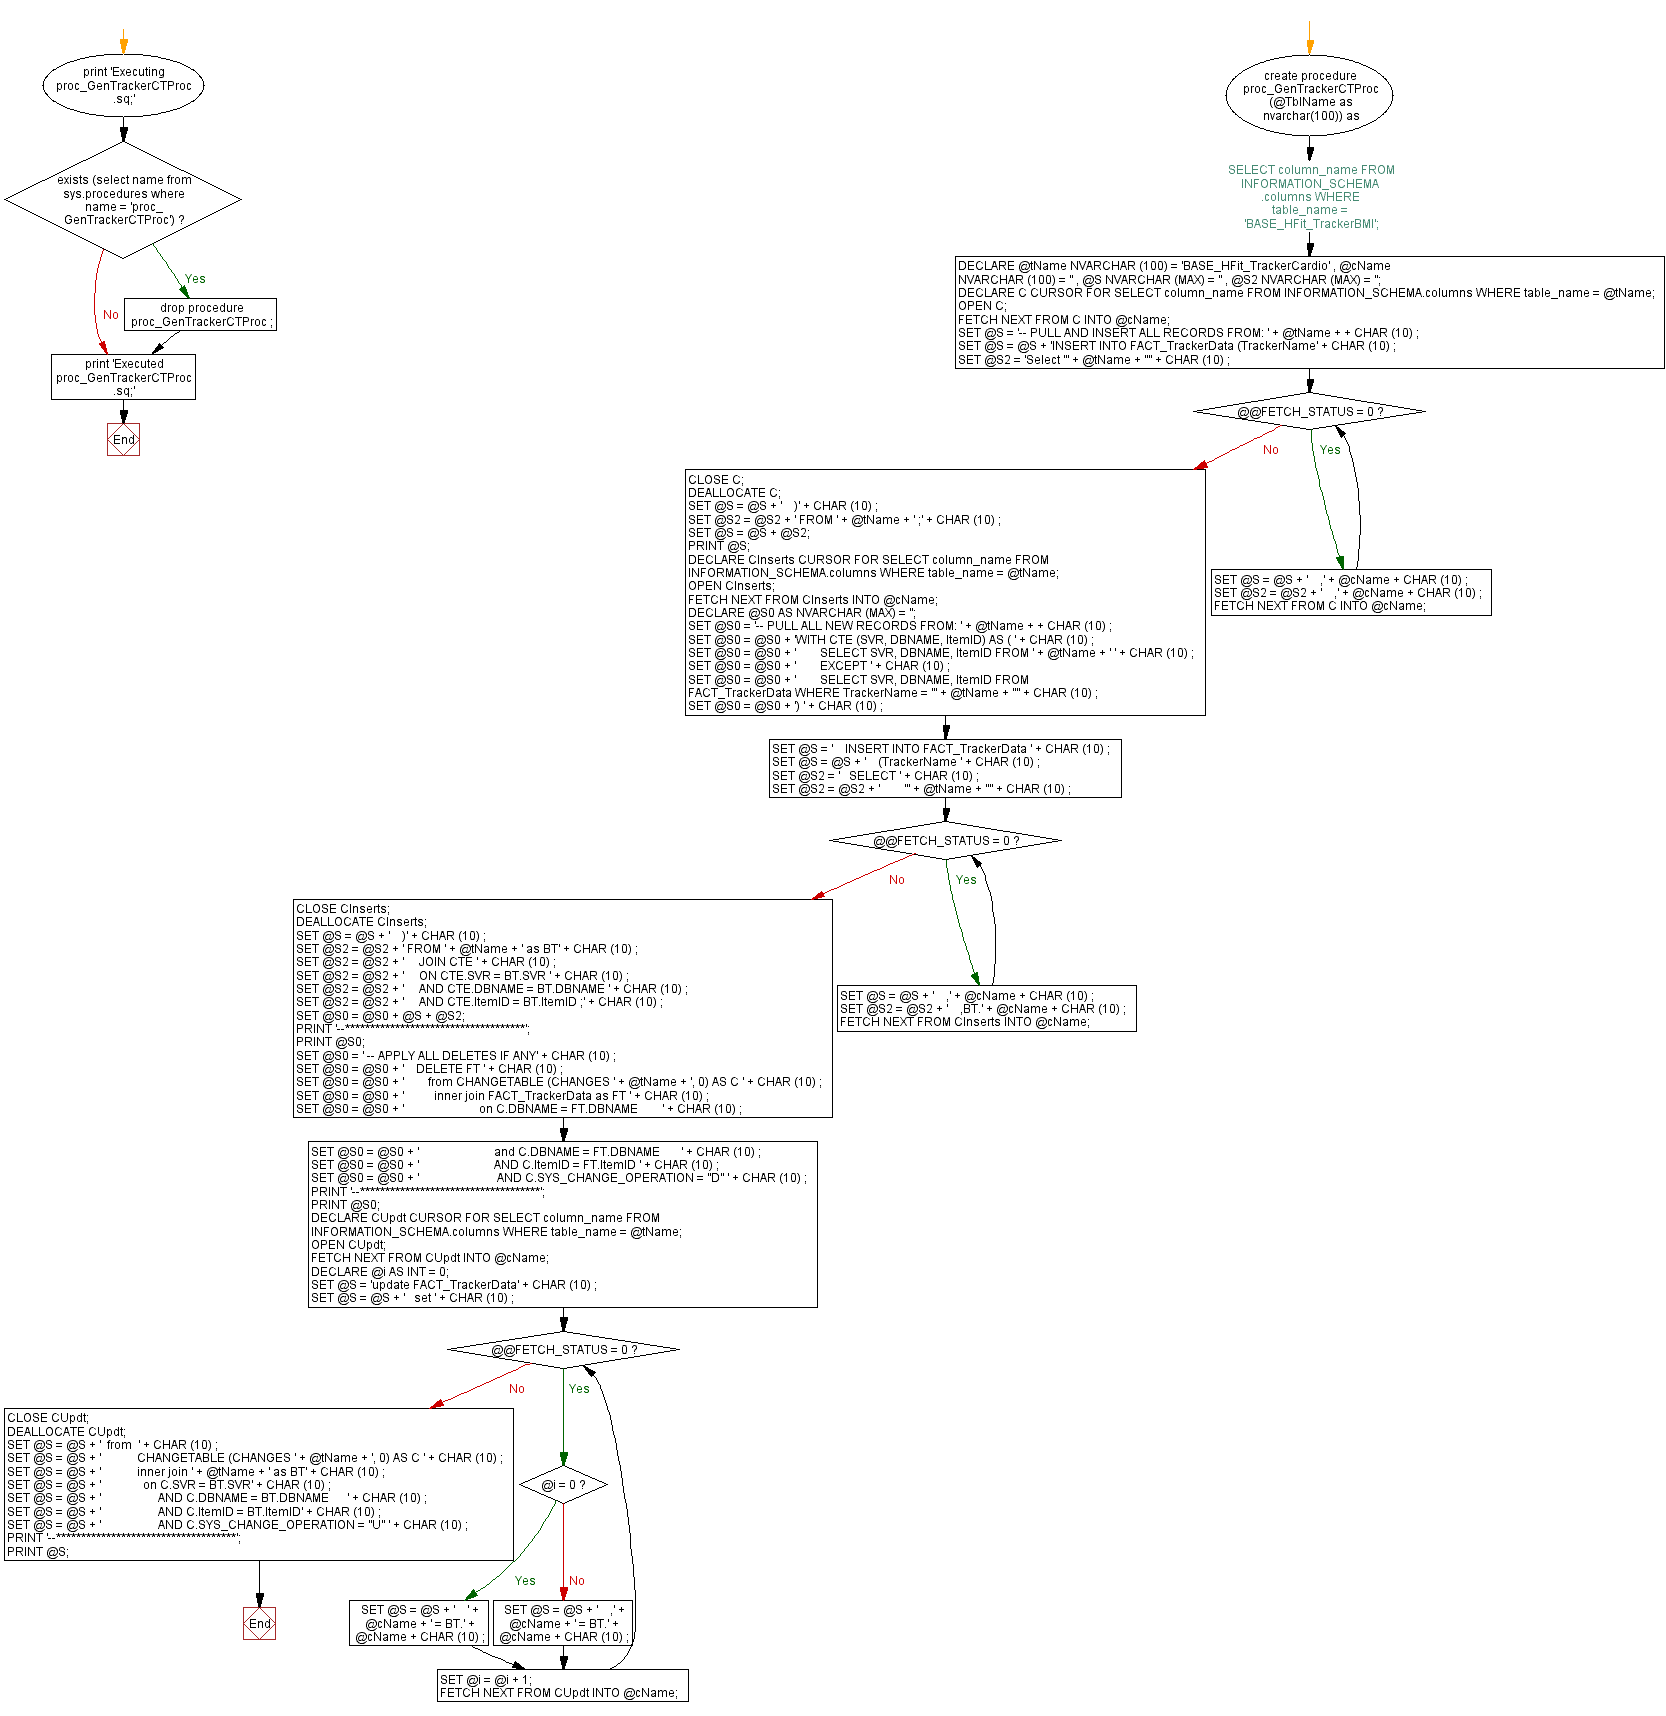 print 'Executing
proc_GenTrackerCTProc
.sq;'
exists (select name from
sys.procedures where
name = 'proc_
GenTrackerCTProc') ?
Yes
No
drop procedure
proc_GenTrackerCTProc ;
print 'Executed
proc_GenTrackerCTProc
.sq;'
End
create procedure
proc_GenTrackerCTProc
(@TblName as
nvarchar(100)) as
SELECT column_name FROM
INFORMATION_SCHEMA
.columns WHERE
table_name =
'BASE_HFit_TrackerBMI';
DECLARE @tName NVARCHAR (100) = 'BASE_HFit_TrackerCardio' , @cName
NVARCHAR (100) = '' , @S NVARCHAR (MAX) = '' , @S2 NVARCHAR (MAX) = '';
DECLARE C CURSOR FOR SELECT column_name FROM INFORMATION_SCHEMA.columns WHERE table_name = @tName;
OPEN C;
FETCH NEXT FROM C INTO @cName;
SET @S = '-- PULL AND INSERT ALL RECORDS FROM: ' + @tName + + CHAR (10) ;
SET @S = @S + 'INSERT INTO FACT_TrackerData (TrackerName' + CHAR (10) ;
SET @S2 = 'Select ''' + @tName + '''' + CHAR (10) ;
@@FETCH_STATUS = 0 ?
No
Yes
SET @S = @S + '    ,' + @cName + CHAR (10) ;
SET @S2 = @S2 + '    ,' + @cName + CHAR (10) ;
FETCH NEXT FROM C INTO @cName;
CLOSE C;
DEALLOCATE C;
SET @S = @S + '    )' + CHAR (10) ;
SET @S2 = @S2 + ' FROM ' + @tName + ' ;' + CHAR (10) ;
SET @S = @S + @S2;
PRINT @S;
DECLARE CInserts CURSOR FOR SELECT column_name FROM
INFORMATION_SCHEMA.columns WHERE table_name = @tName;
OPEN CInserts;
FETCH NEXT FROM CInserts INTO @cName;
DECLARE @S0 AS NVARCHAR (MAX) = '';
SET @S0 = '-- PULL ALL NEW RECORDS FROM: ' + @tName + + CHAR (10) ;
SET @S0 = @S0 + 'WITH CTE (SVR, DBNAME, ItemID) AS ( ' + CHAR (10) ;
SET @S0 = @S0 + '        SELECT SVR, DBNAME, ItemID FROM ' + @tName + ' ' + CHAR (10) ;
SET @S0 = @S0 + '        EXCEPT ' + CHAR (10) ;
SET @S0 = @S0 + '        SELECT SVR, DBNAME, ItemID FROM
FACT_TrackerData WHERE TrackerName = ''' + @tName + '''' + CHAR (10) ;
SET @S0 = @S0 + ') ' + CHAR (10) ;
SET @S = '    INSERT INTO FACT_TrackerData ' + CHAR (10) ;
SET @S = @S + '    (TrackerName ' + CHAR (10) ;
SET @S2 = '   SELECT ' + CHAR (10) ;
SET @S2 = @S2 + '        ''' + @tName + '''' + CHAR (10) ;
@@FETCH_STATUS = 0 ?
No
Yes
SET @S = @S + '    ,' + @cName + CHAR (10) ;
SET @S2 = @S2 + '    ,BT.' + @cName + CHAR (10) ;
FETCH NEXT FROM CInserts INTO @cName;
CLOSE CInserts;
DEALLOCATE CInserts;
SET @S = @S + '    )' + CHAR (10) ;
SET @S2 = @S2 + ' FROM ' + @tName + ' as BT' + CHAR (10) ;
SET @S2 = @S2 + '     JOIN CTE ' + CHAR (10) ;
SET @S2 = @S2 + '     ON CTE.SVR = BT.SVR ' + CHAR (10) ;
SET @S2 = @S2 + '     AND CTE.DBNAME = BT.DBNAME ' + CHAR (10) ;
SET @S2 = @S2 + '     AND CTE.ItemID = BT.ItemID ;' + CHAR (10) ;
SET @S0 = @S0 + @S + @S2;
PRINT '--************************************';
PRINT @S0;
SET @S0 = ' -- APPLY ALL DELETES IF ANY' + CHAR (10) ;
SET @S0 = @S0 + '    DELETE FT ' + CHAR (10) ;
SET @S0 = @S0 + '        from CHANGETABLE (CHANGES ' + @tName + ', 0) AS C ' + CHAR (10) ;
SET @S0 = @S0 + '          inner join FACT_TrackerData as FT ' + CHAR (10) ;
SET @S0 = @S0 + '                         on C.DBNAME = FT.DBNAME        ' + CHAR (10) ;
SET @S0 = @S0 + '                         and C.DBNAME = FT.DBNAME       ' + CHAR (10) ;
SET @S0 = @S0 + '                         AND C.ItemID = FT.ItemID ' + CHAR (10) ;
SET @S0 = @S0 + '                          AND C.SYS_CHANGE_OPERATION = ''D'' ' + CHAR (10) ;
PRINT '--************************************';
PRINT @S0;
DECLARE CUpdt CURSOR FOR SELECT column_name FROM
INFORMATION_SCHEMA.columns WHERE table_name = @tName;
OPEN CUpdt;
FETCH NEXT FROM CUpdt INTO @cName;
DECLARE @i AS INT = 0;
SET @S = 'update FACT_TrackerData' + CHAR (10) ;
SET @S = @S + '   set ' + CHAR (10) ;
@@FETCH_STATUS = 0 ?
No
Yes
CLOSE CUpdt;
DEALLOCATE CUpdt;
SET @S = @S + ' from  ' + CHAR (10) ;
SET @S = @S + '            CHANGETABLE (CHANGES ' + @tName + ', 0) AS C ' + CHAR (10) ;
SET @S = @S + '            inner join ' + @tName + ' as BT' + CHAR (10) ;
SET @S = @S + '              on C.SVR = BT.SVR' + CHAR (10) ;
SET @S = @S + '                   AND C.DBNAME = BT.DBNAME      ' + CHAR (10) ;
SET @S = @S + '                   AND C.ItemID = BT.ItemID' + CHAR (10) ;
SET @S = @S + '                   AND C.SYS_CHANGE_OPERATION = ''U'' ' + CHAR (10) ;
PRINT '--************************************';
PRINT @S;
End
@i = 0 ?
Yes
No
SET @S = @S + '    ' +
@cName + ' = BT.' +
@cName + CHAR (10) ;
SET @S = @S + '    ,' +
@cName + ' = BT.' +
@cName + CHAR (10) ;
SET @i = @i + 1;
FETCH NEXT FROM CUpdt INTO @cName;